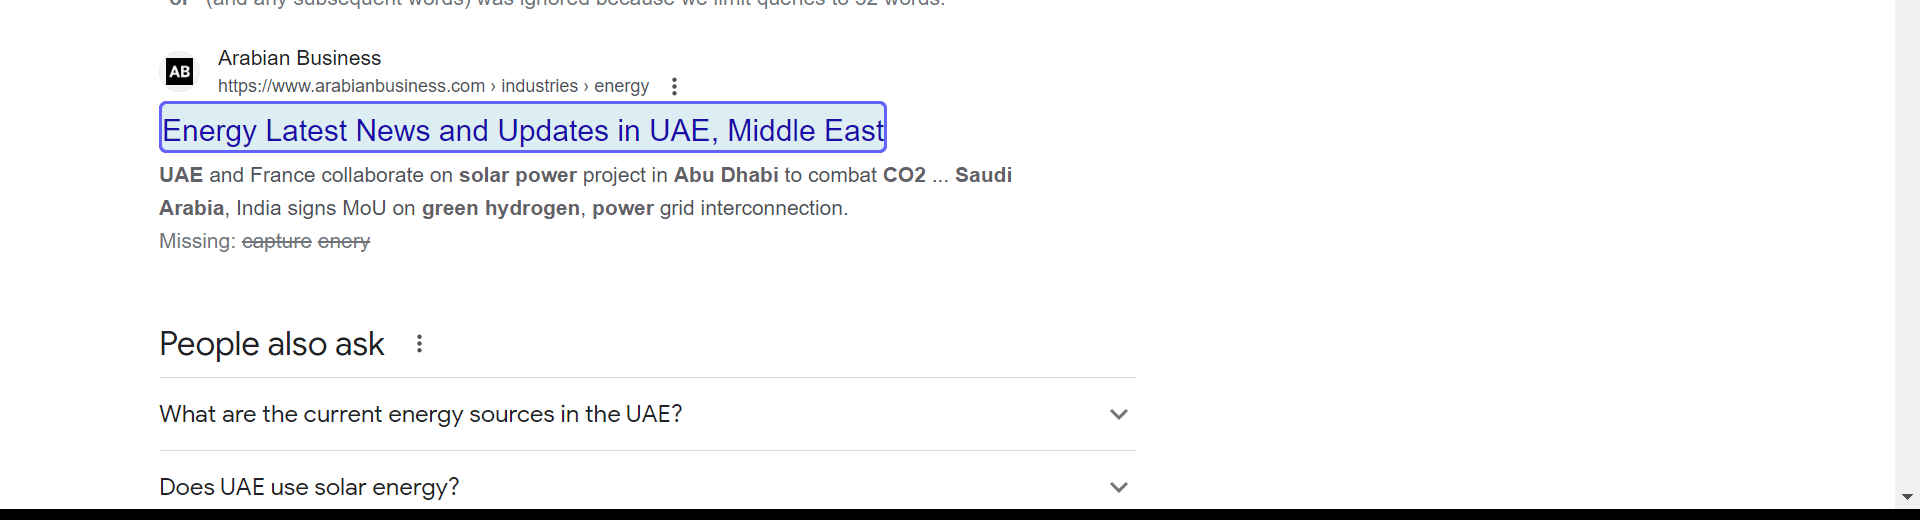 "or" (and any subsequent words) was ignored because we limit queries to 32 words.
AB
Arabian Business
https://www.arabianbusiness.com › industries › energy
Energy Latest News and Updates in UAE, Middle East
UAE and France collaborate on solar power project in Abu Dhabi to combat CO2 ... Saudi
Arabia, India signs MoU on green hydrogen, power grid interconnection.
Missing: capture enery
People also ask
What are the current energy sources in the UAE?
Does UAE use solar energy?